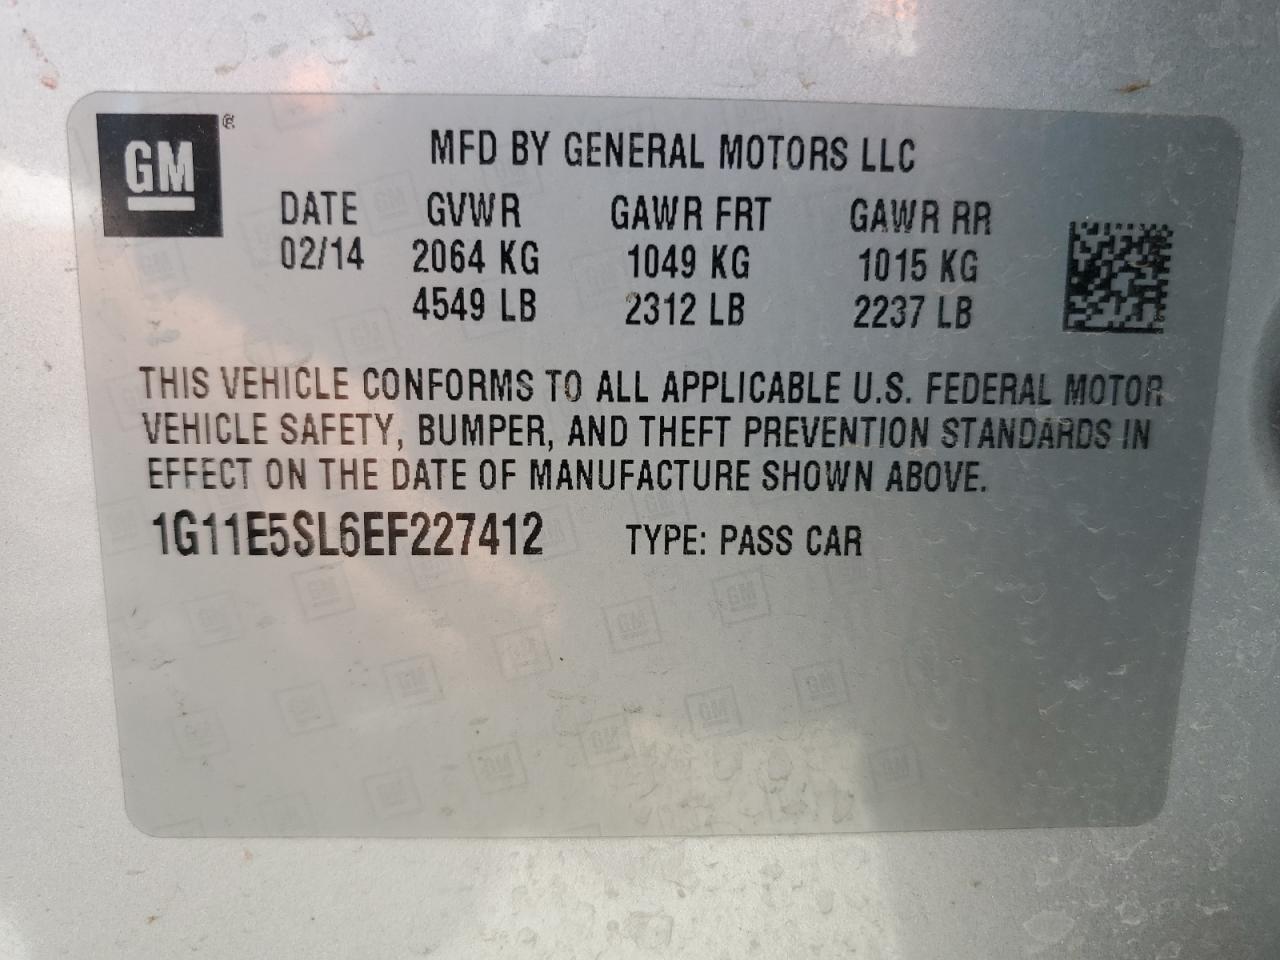 GM®
MFD BY GENERAL MOTORS LLC
DATE GVWR GAWR FRT GAWR RR
02/14 2064 KG 1049 KG 1015 KG
4549 LB 2312 LB 2237 LB
THIS VEHICLE CONFORMS TO ALL APPLICABLE U.S. FEDERAL MOTOR
VEHICLE SAFETY, BUMPER, AND THEFT PREVENTION STANDARDS IN
EFFECT ON THE DATE OF MANUFACTURE SHOWN ABOVE.
1G11E5SL6EF227412 TYPE: PASS CAR